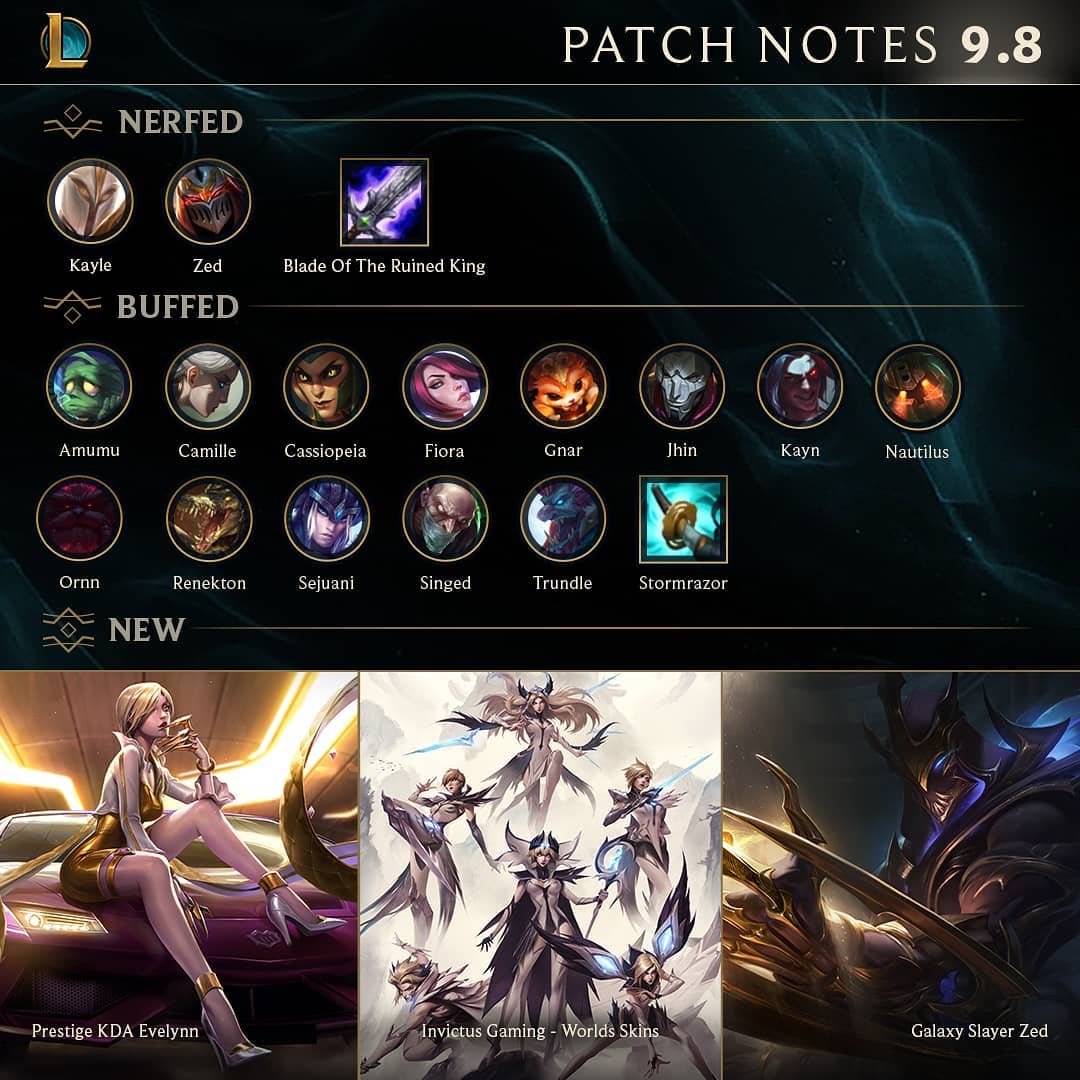 PATCH NOTES 9.8
NERFED
Kayle Zed Blade Of The Ruined King
BUFFED
Amumu Camille Cassiopeia Fiora Gnar Jhin Kayn Nautilus
Ornn Renekton Sejuani Singed Trundle Stormrazor
NEW
Prestige KDA Evelynn Invictus Gaming - Worlds Skins Galaxy Slayer Zed